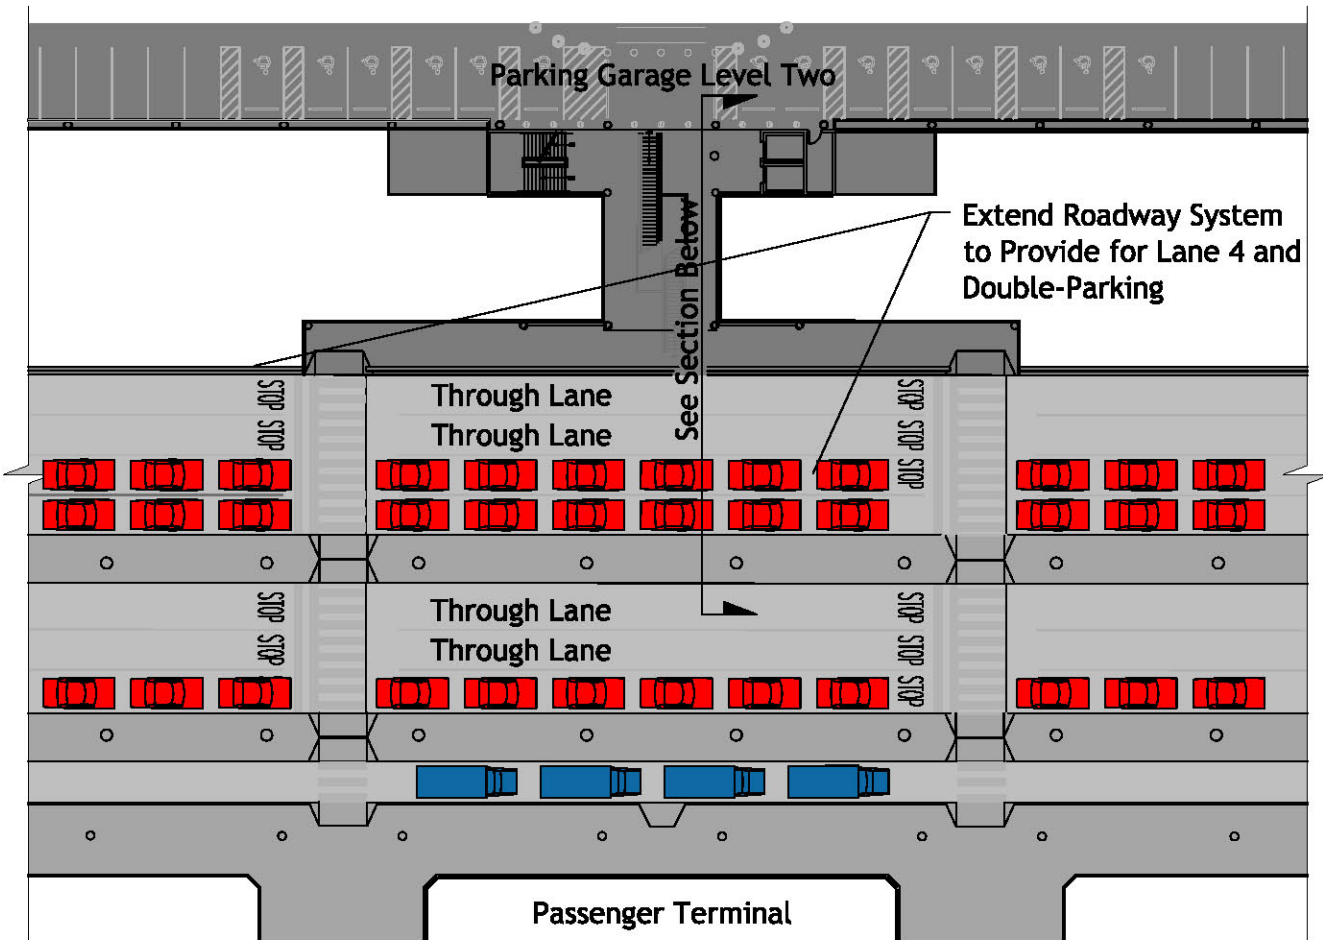 Parking Garage Level Two
Extend Roadway System
to Provide for Lane 4 and
Double-Parking
See Section Below
STOP STOP
Through Lane
Through Lane
STOP STOP STOP
STOP STOP
Through Lane
Through Lane
STOP STOP STOP
Passenger Terminal